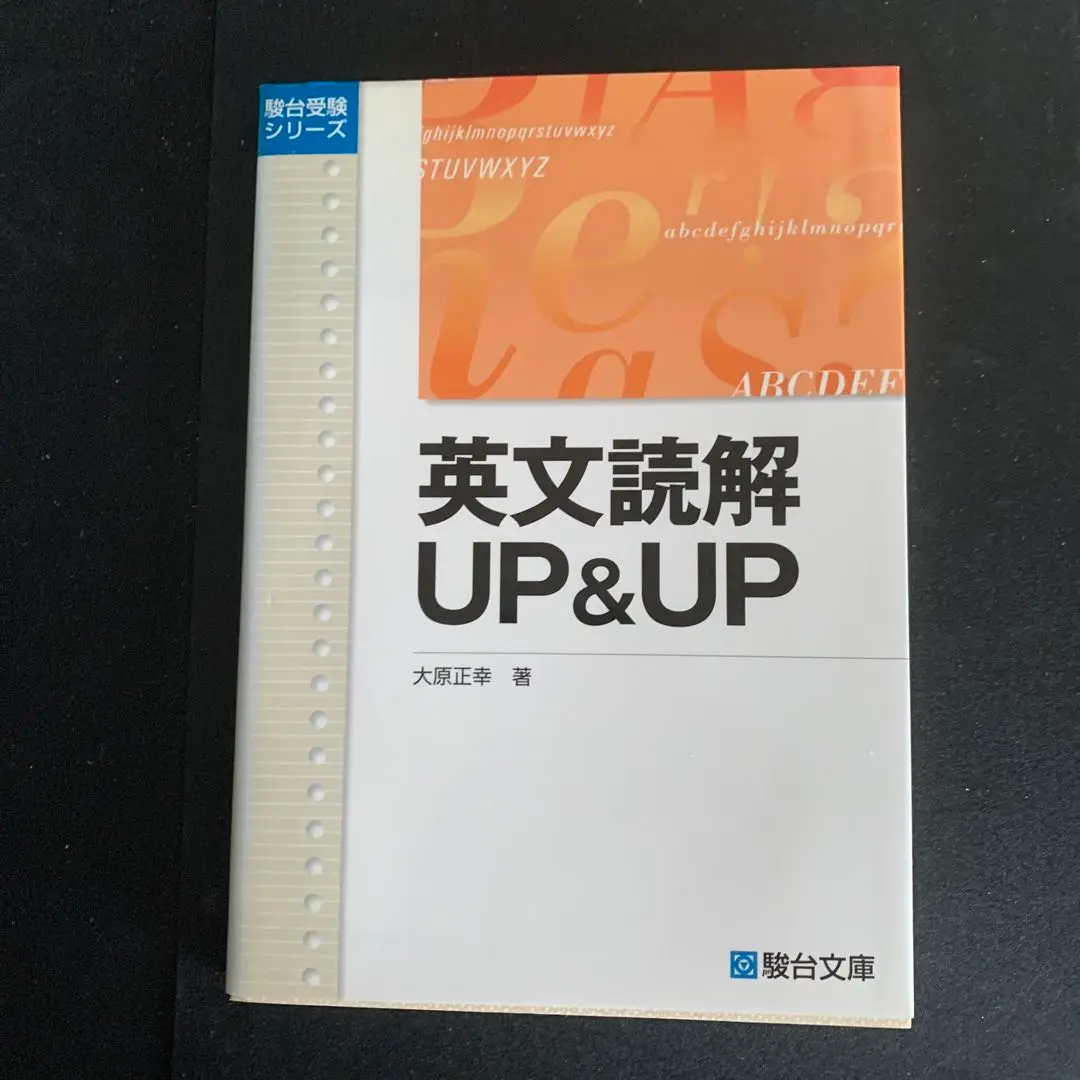 駿台受験
シリーズ
ghijklmnopqrstuvwxyz
STUVWXYZ
abcdefghijklmnopqr
ABCDEF
英文読解
UP&UP
大原正幸 著
駿台文庫